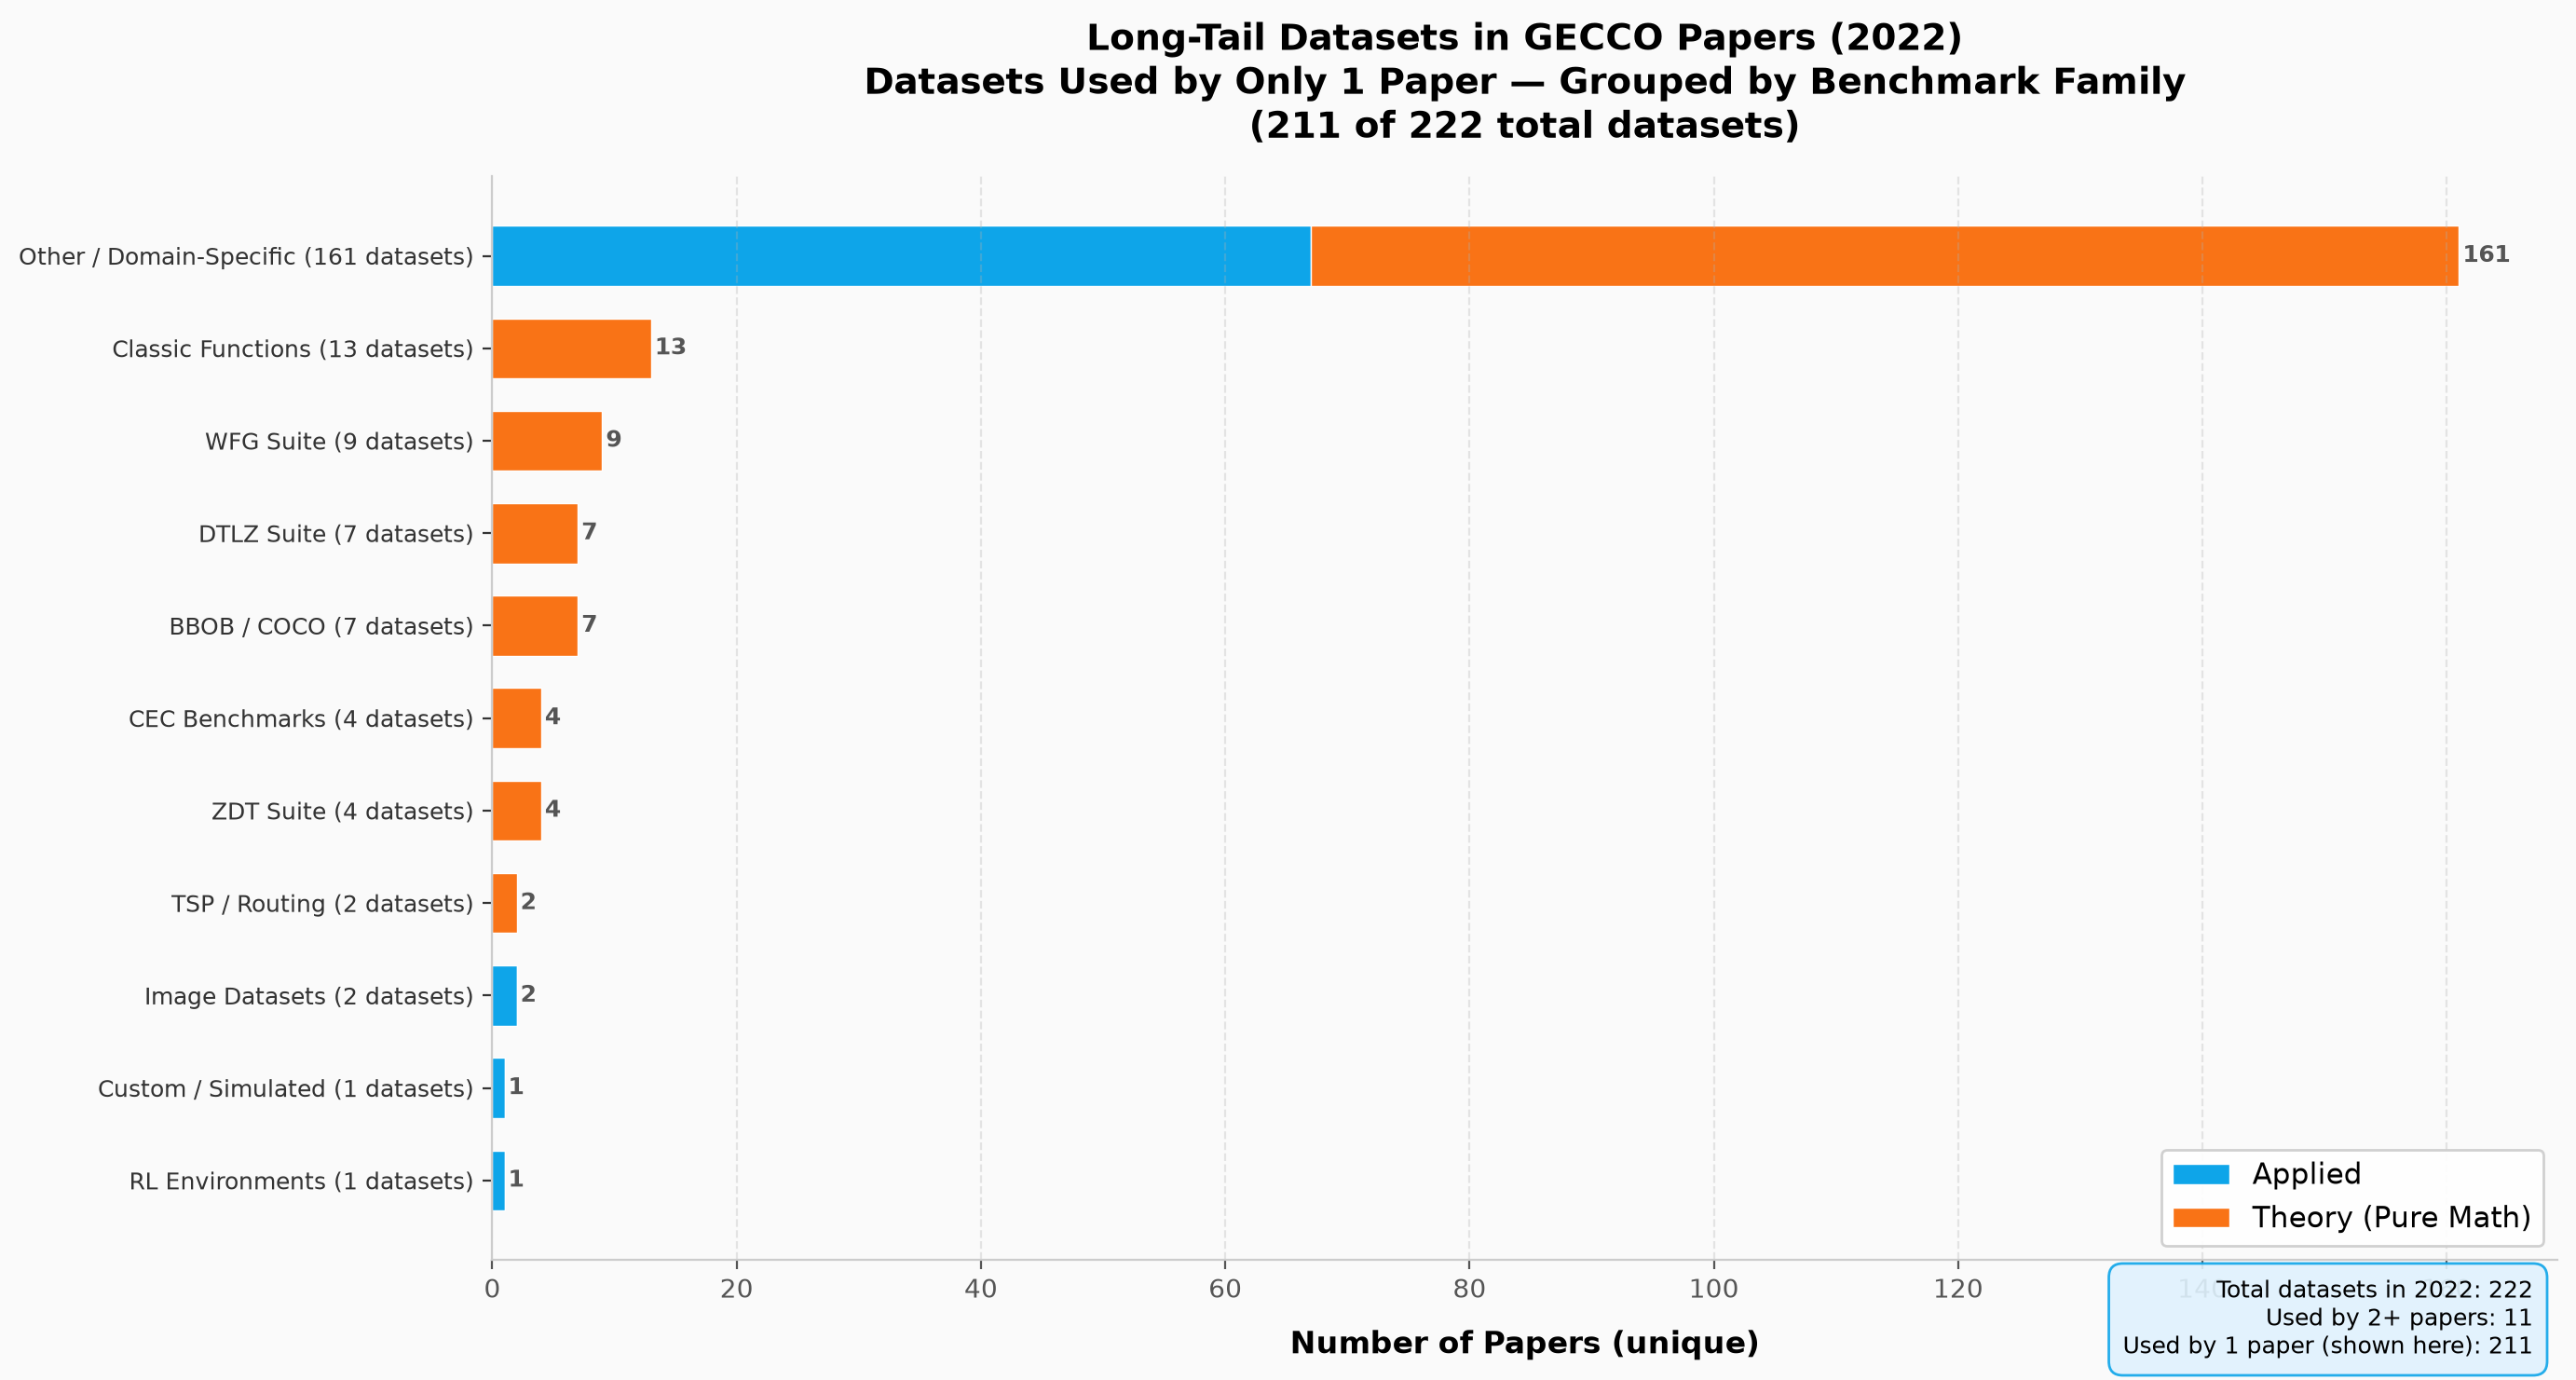 Long-Tail Datasets in GECCO Papers (2022)
Datasets Used by Only 1 Paper — Grouped by Benchmark Family
(211 of 222 total datasets)
Other / Domain-Specific (161 datasets)
161
Classic Functions (13 datasets)
13
WFG Suite (9 datasets)
9
DTLZ Suite (7 datasets)
7
BBOB / COCO (7 datasets)
7
CEC Benchmarks (4 datasets)
4
ZDT Suite (4 datasets)
4
TSP / Routing (2 datasets)
2
Image Datasets (2 datasets)
2
Custom / Simulated (1 datasets)
1
RL Environments (1 datasets)
1
Applied
Theory (Pure Math)
0 20 40 60 80 100 120 140
Number of Papers (unique)
Total datasets in 2022: 222
Used by 2+ papers: 11
Used by 1 paper (shown here): 211